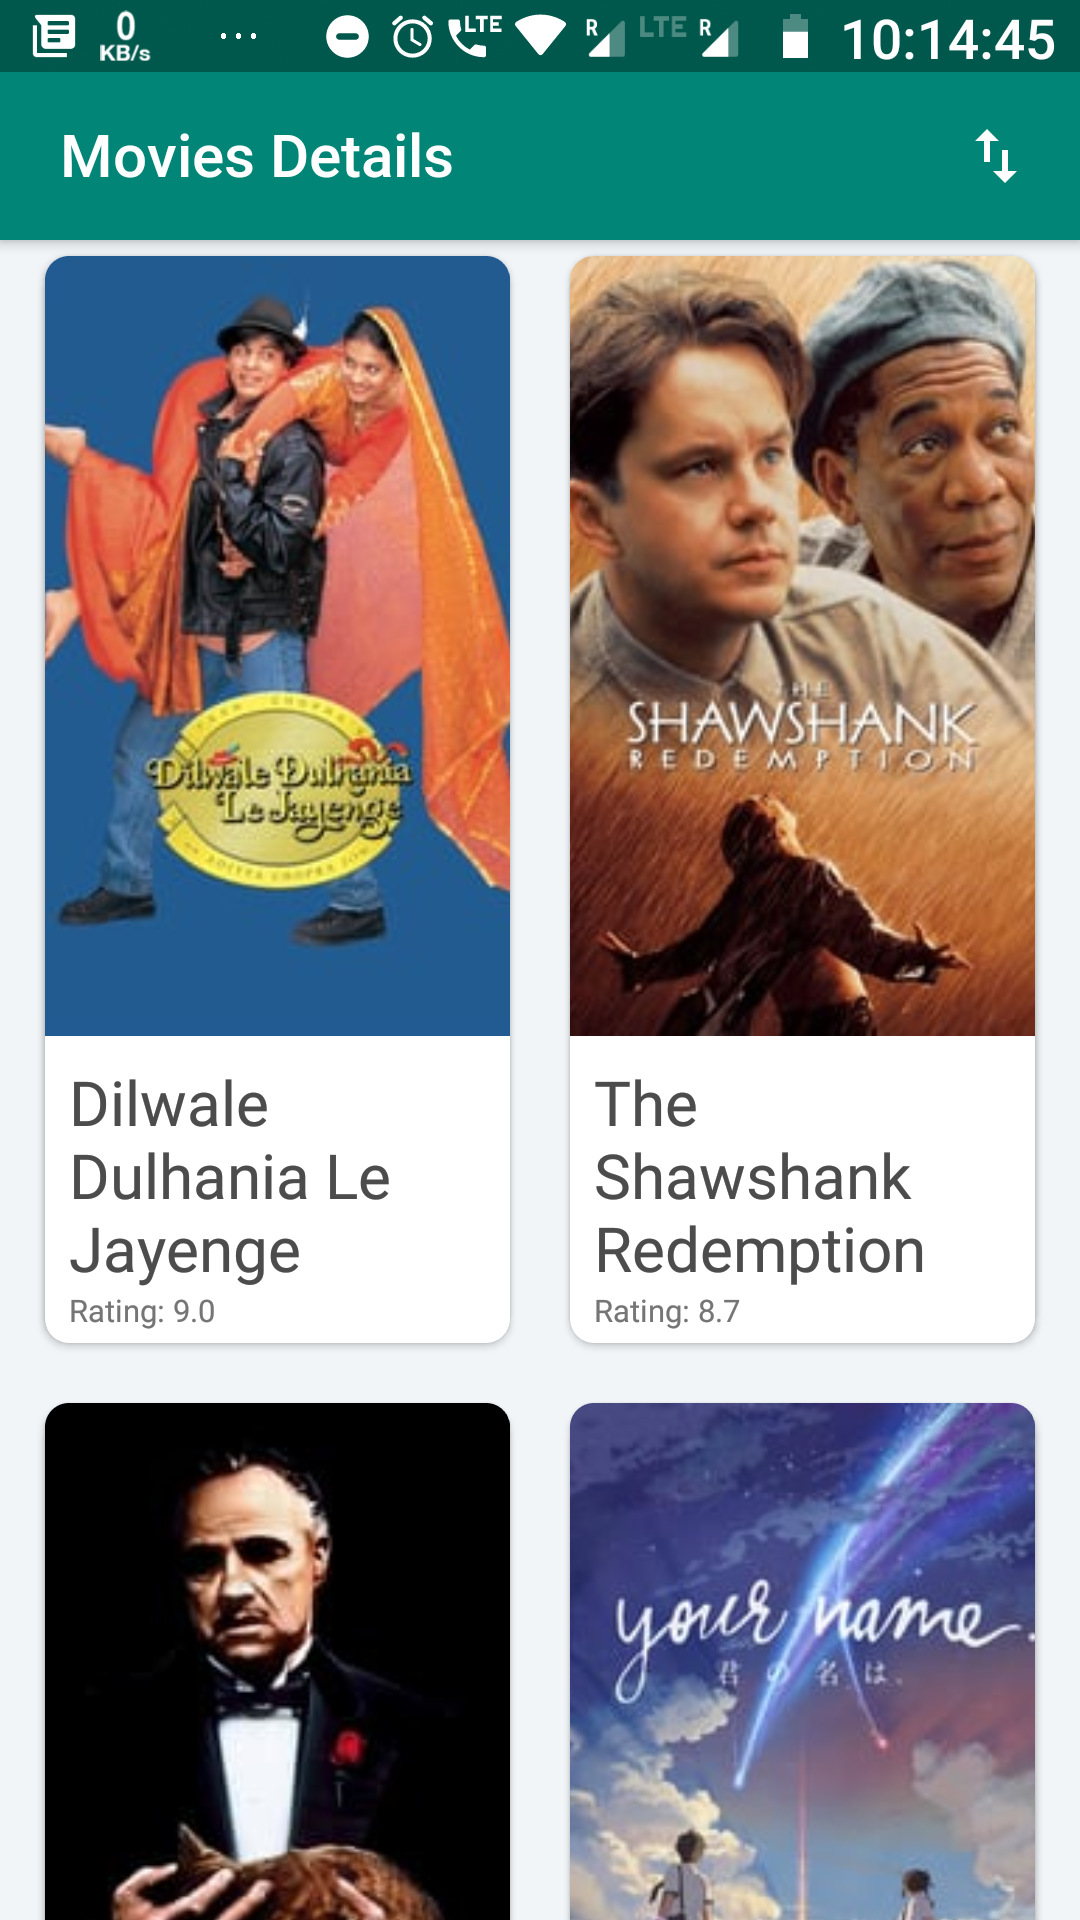 0
KB/s
...
LTE
R
LTE
R
10:14:45
Movies Details
Dilwale Dulhania
Le Jayenge
THE
SHAWSHANK
REDEMPTION
Dilwale
Dulhania Le
Jayenge
Rating: 9.0
The
Shawshank
Redemption
Rating: 8.7
your name.
君の名は。